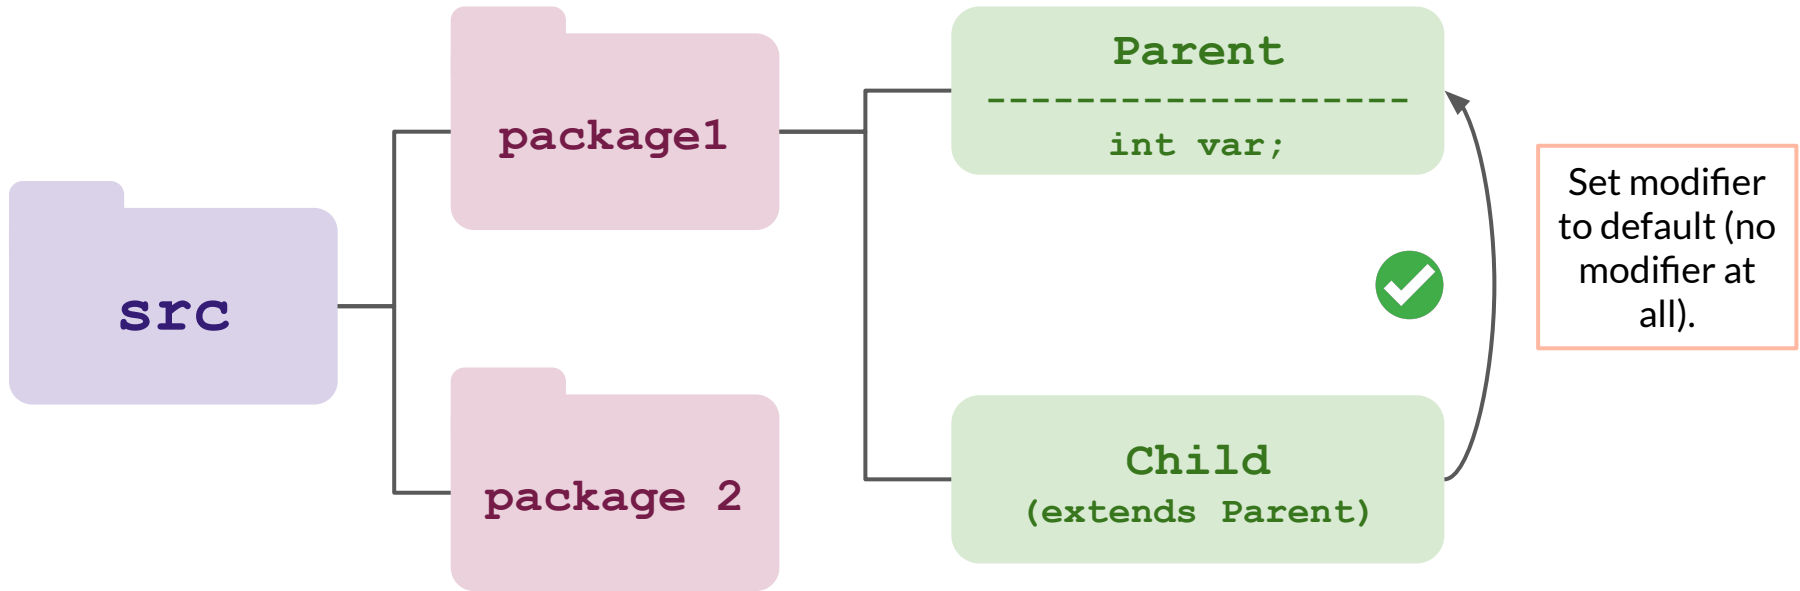 src
package1
package 2
Parent
-------------------
int var;
Child
(extends Parent)
Set modifier
to default (no
modifier at
all).